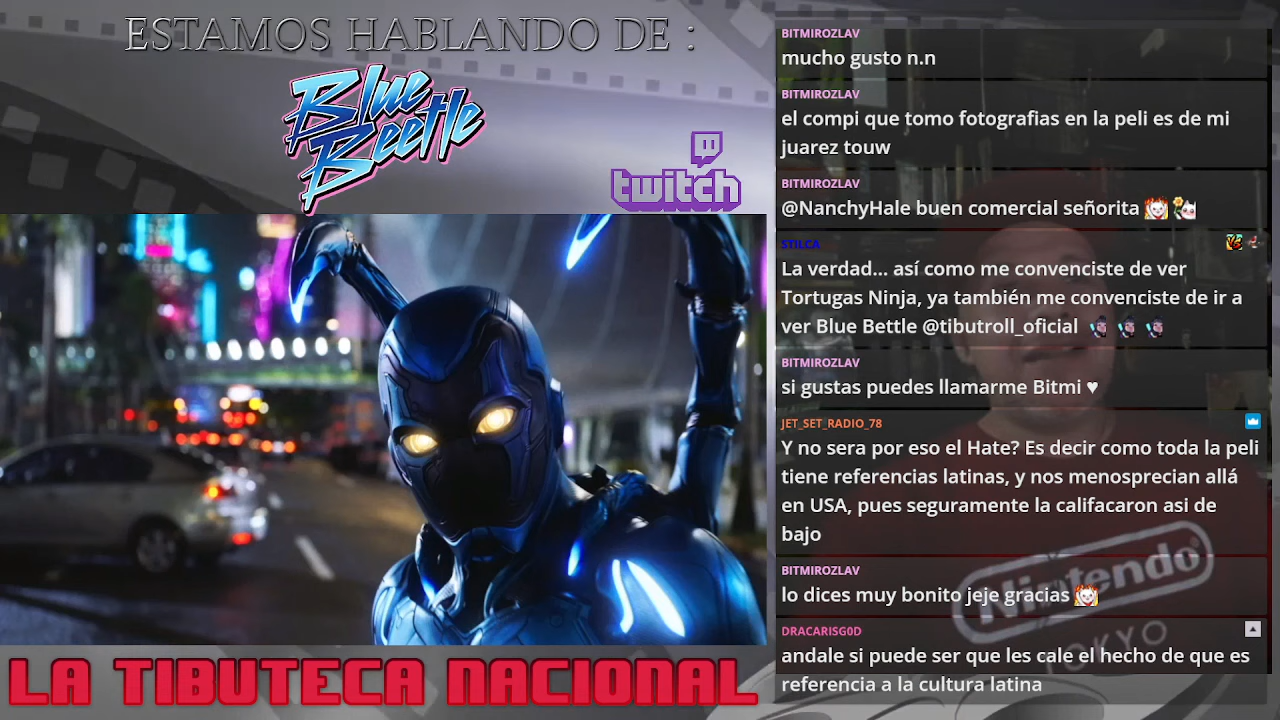 ESTAMOS HABLANDO DE :
Blue
Beetle
twitch
LA TIBUTECA NACIONAL
BITMIROZLAV
mucho gusto n.n
BITMIROZLAV
el compi que tomo fotografias en la peli es de mi
juarez touw
BITMIROZLAV
@NanchyHale buen comercial señorita
STILCA
La verdad... así como me convenciste de ver
Tortugas Ninja, ya también me convenciste de ir a
ver Blue Bettle @tibutroll_oficial
BITMIROZLAV
si gustas puedes llamarme Bitmi ♥
JET_SET_RADIO_78
Y no sera por eso el Hate? Es decir como toda la peli
tiene referencias latinas, y nos menosprecian allá
en USA, pues seguramente la califacaron asi de
bajo
BITMIROZLAV
lo dices muy bonito jeje gracias
DRACARISG0D
andale si puede ser que les cale el hecho de que es
referencia a la cultura latina
Nintendo
TOKYO